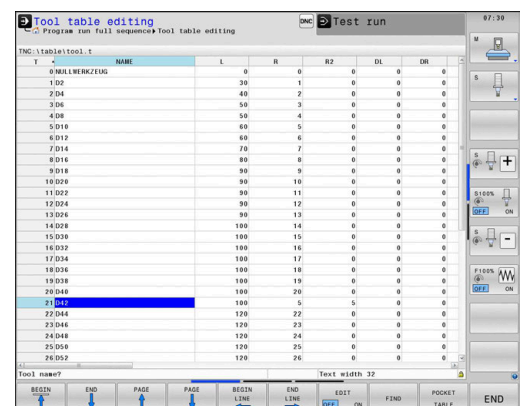 Tool table editing
DNC
Test run
07:30
Program run full sequence▸Tool table editing
TNC:\table\tool.t
T NAME L R R2 DL DR
0 NULLWERKZEUG 0 0 0 0 0
1 D2 30 1 0 0 0
2 D4 40 2 0 0 0
3 D6 50 3 0 0 0
4 D8 50 4 0 0 0
5 D10 60 5 0 0 0
6 D12 60 6 0 0 0
7 D14 70 7 0 0 0
8 D16 80 8 0 0 0
9 D18 90 9 0 0 0
10 D20 90 10 0 0 0
11 D22 90 11 0 0 0
12 D24 90 12 0 0 0
13 D26 90 13 0 0 0
14 D28 100 14 0 0 0
15 D30 100 15 0 0 0
16 D32 100 16 0 0 0
17 D34 100 17 0 0 0
18 D36 100 18 0 0 0
19 D38 100 19 0 0 0
20 D40 100 20 0 0 0
21 D42 100 5 5 0 0
22 D44 120 22 0 0 0
23 D46 120 23 0 0 0
24 D48 120 24 0 0 0
25 D50 120 25 0 0 0
26 D52 120 26 0 0 0
Tool name?
Text width 32
M
S
S
+
S100%
OFF ON
S
-
F100%
OFF ON
BEGIN
END
PAGE
PAGE
BEGIN LINE
END LINE
EDIT
OFF ON
FIND
POCKET TABLE
END